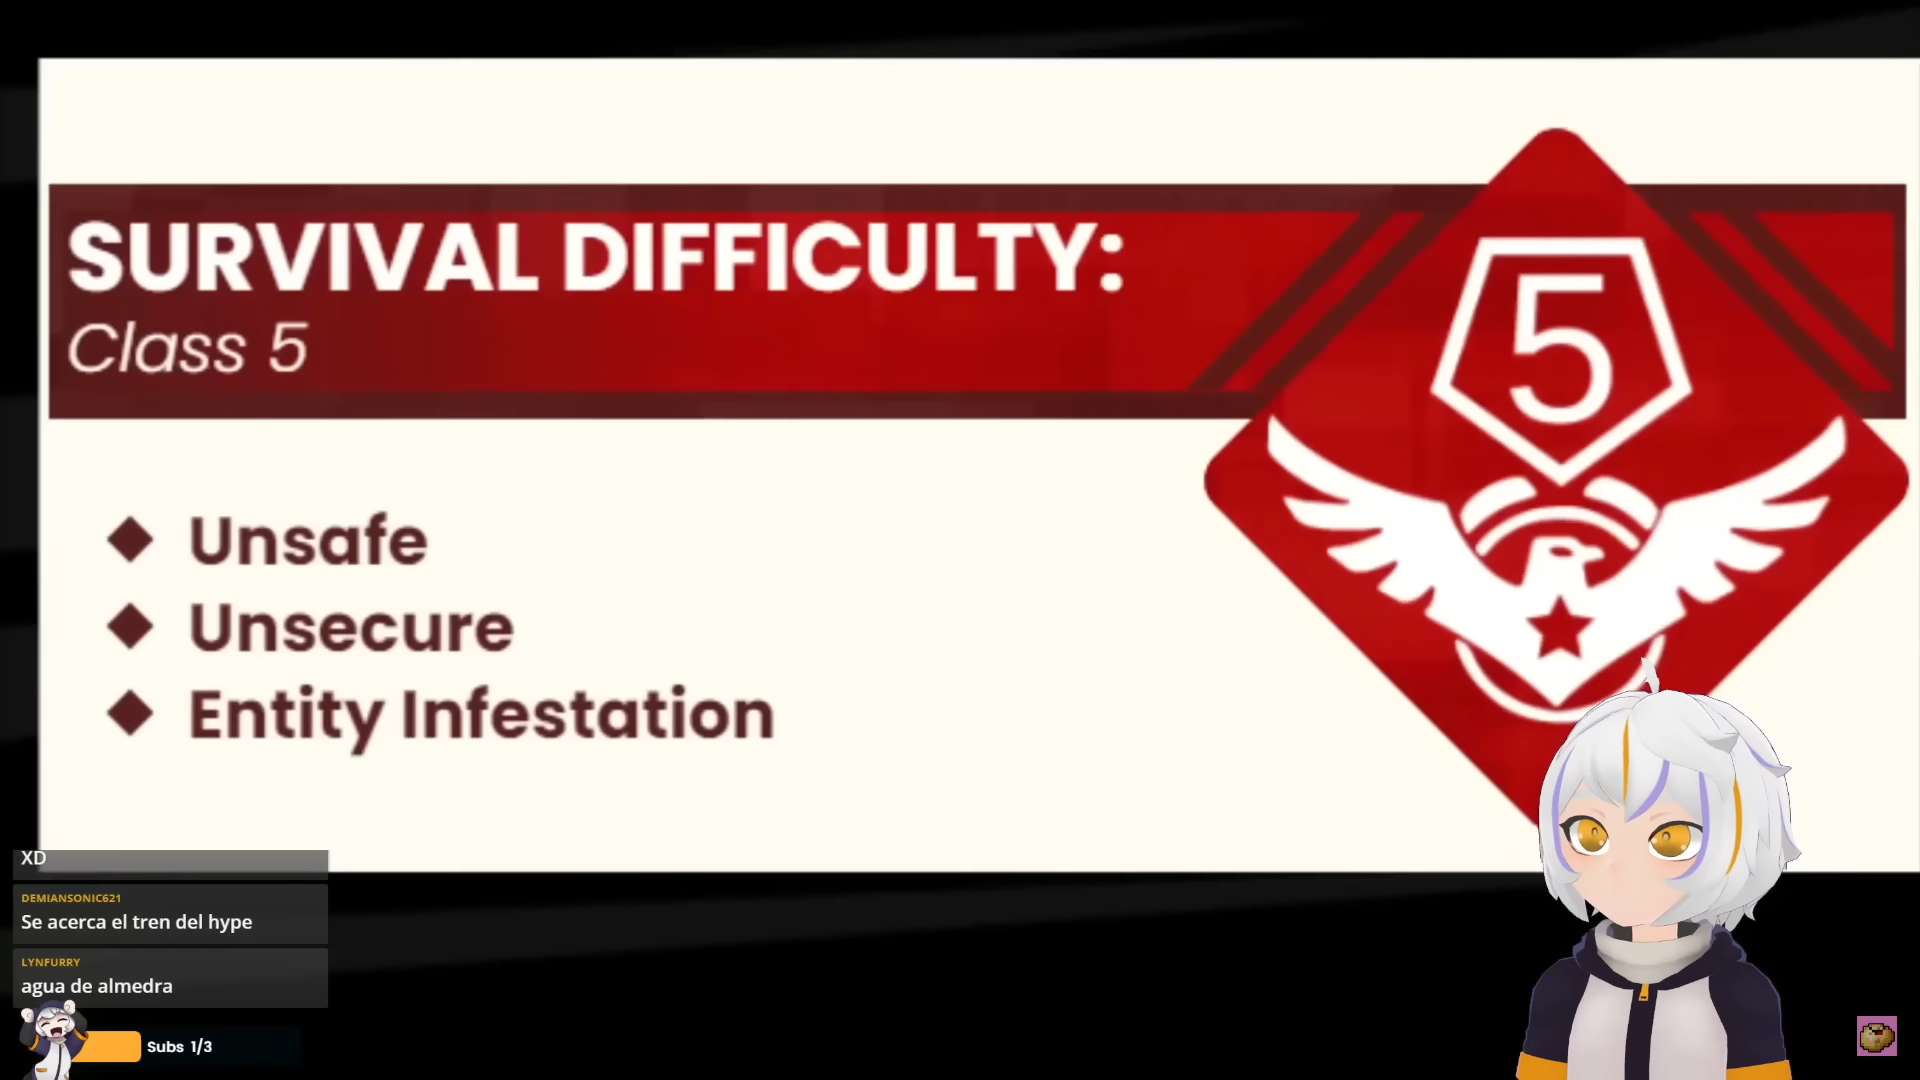 SURVIVAL DIFFICULTY:
Class 5
5
Unsafe
Unsecure
Entity Infestation
XD
DEMIANSONIC621
Se acerca el tren del hype
LYNFURRY
agua de almedra
Subs 1/3